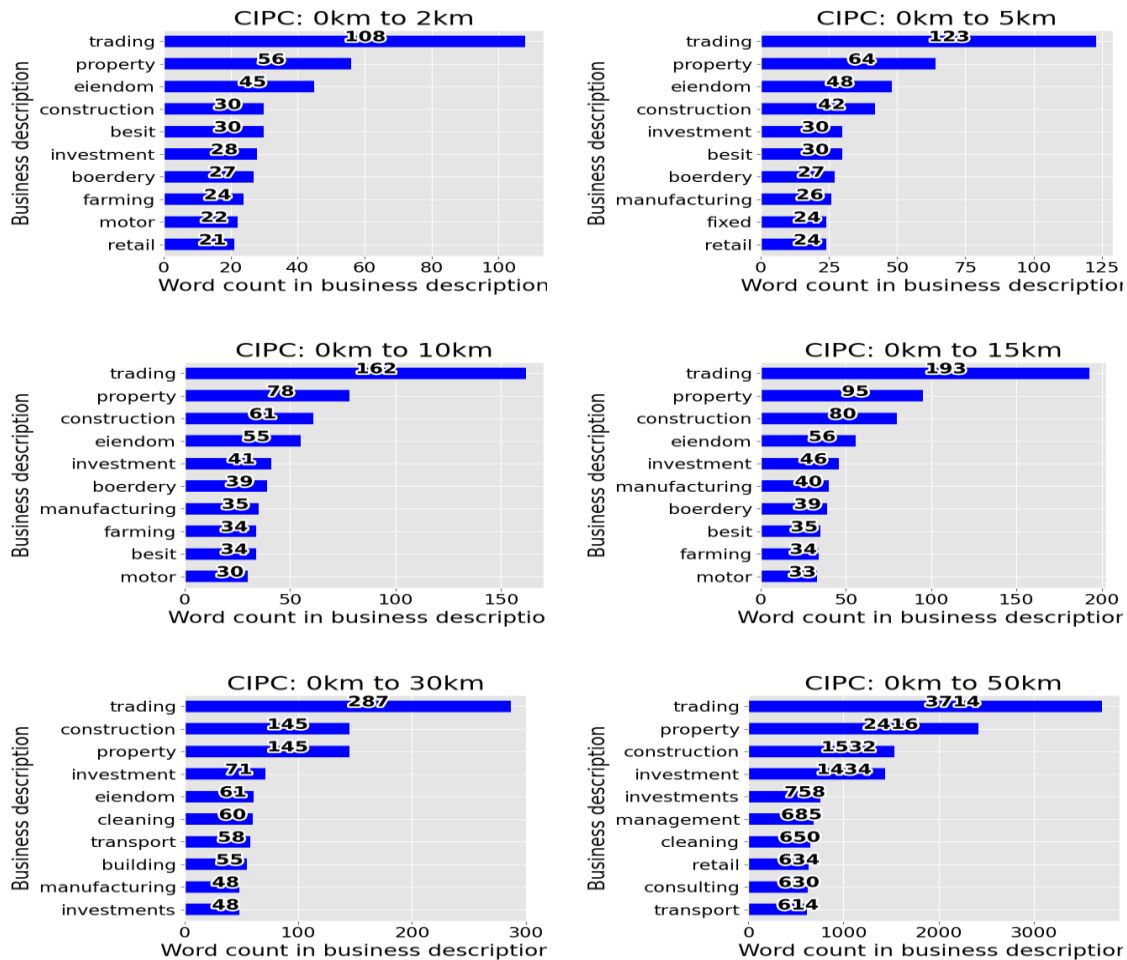 CIPC: 0km to 2km
Business description
trading 108
property 56
eiendom 45
construction 30
besit 30
investment 28
boerdery 27
farming 24
motor 22
retail 21
0 20 40 60 80 100
Word count in business description
CIPC: 0km to 5km
Business description
trading 123
property 64
eiendom 48
construction 42
investment 30
besit 30
boerdery 27
manufacturing 26
fixed 24
retail 24
0 25 50 75 100 125
Word count in business description
CIPC: 0km to 10km
Business description
trading 162
property 78
construction 61
eiendom 55
investment 41
boerdery 39
manufacturing 35
farming 34
besit 34
motor 30
0 50 100 150
Word count in business descriptio
CIPC: 0km to 15km
Business description
trading 193
property 95
construction 80
eiendom 56
investment 46
manufacturing 40
boerdery 39
besit 35
farming 34
motor 33
0 50 100 150 200
Word count in business description
CIPC: 0km to 30km
Business description
trading 287
construction 145
property 145
investment 71
eiendom 61
cleaning 60
transport 58
building 55
manufacturing 48
investments 48
0 100 200 300
Word count in business description
CIPC: 0km to 50km
Business description
trading 3714
property 2416
construction 1532
investment 1434
investments 758
management 685
cleaning 650
retail 634
consulting 630
transport 614
0 1000 2000 3000
Word count in business description